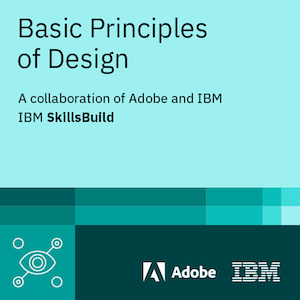 Basic Principles
of Design
A collaboration of Adobe and IBM
IBM SkillsBuild
Adobe
IBM